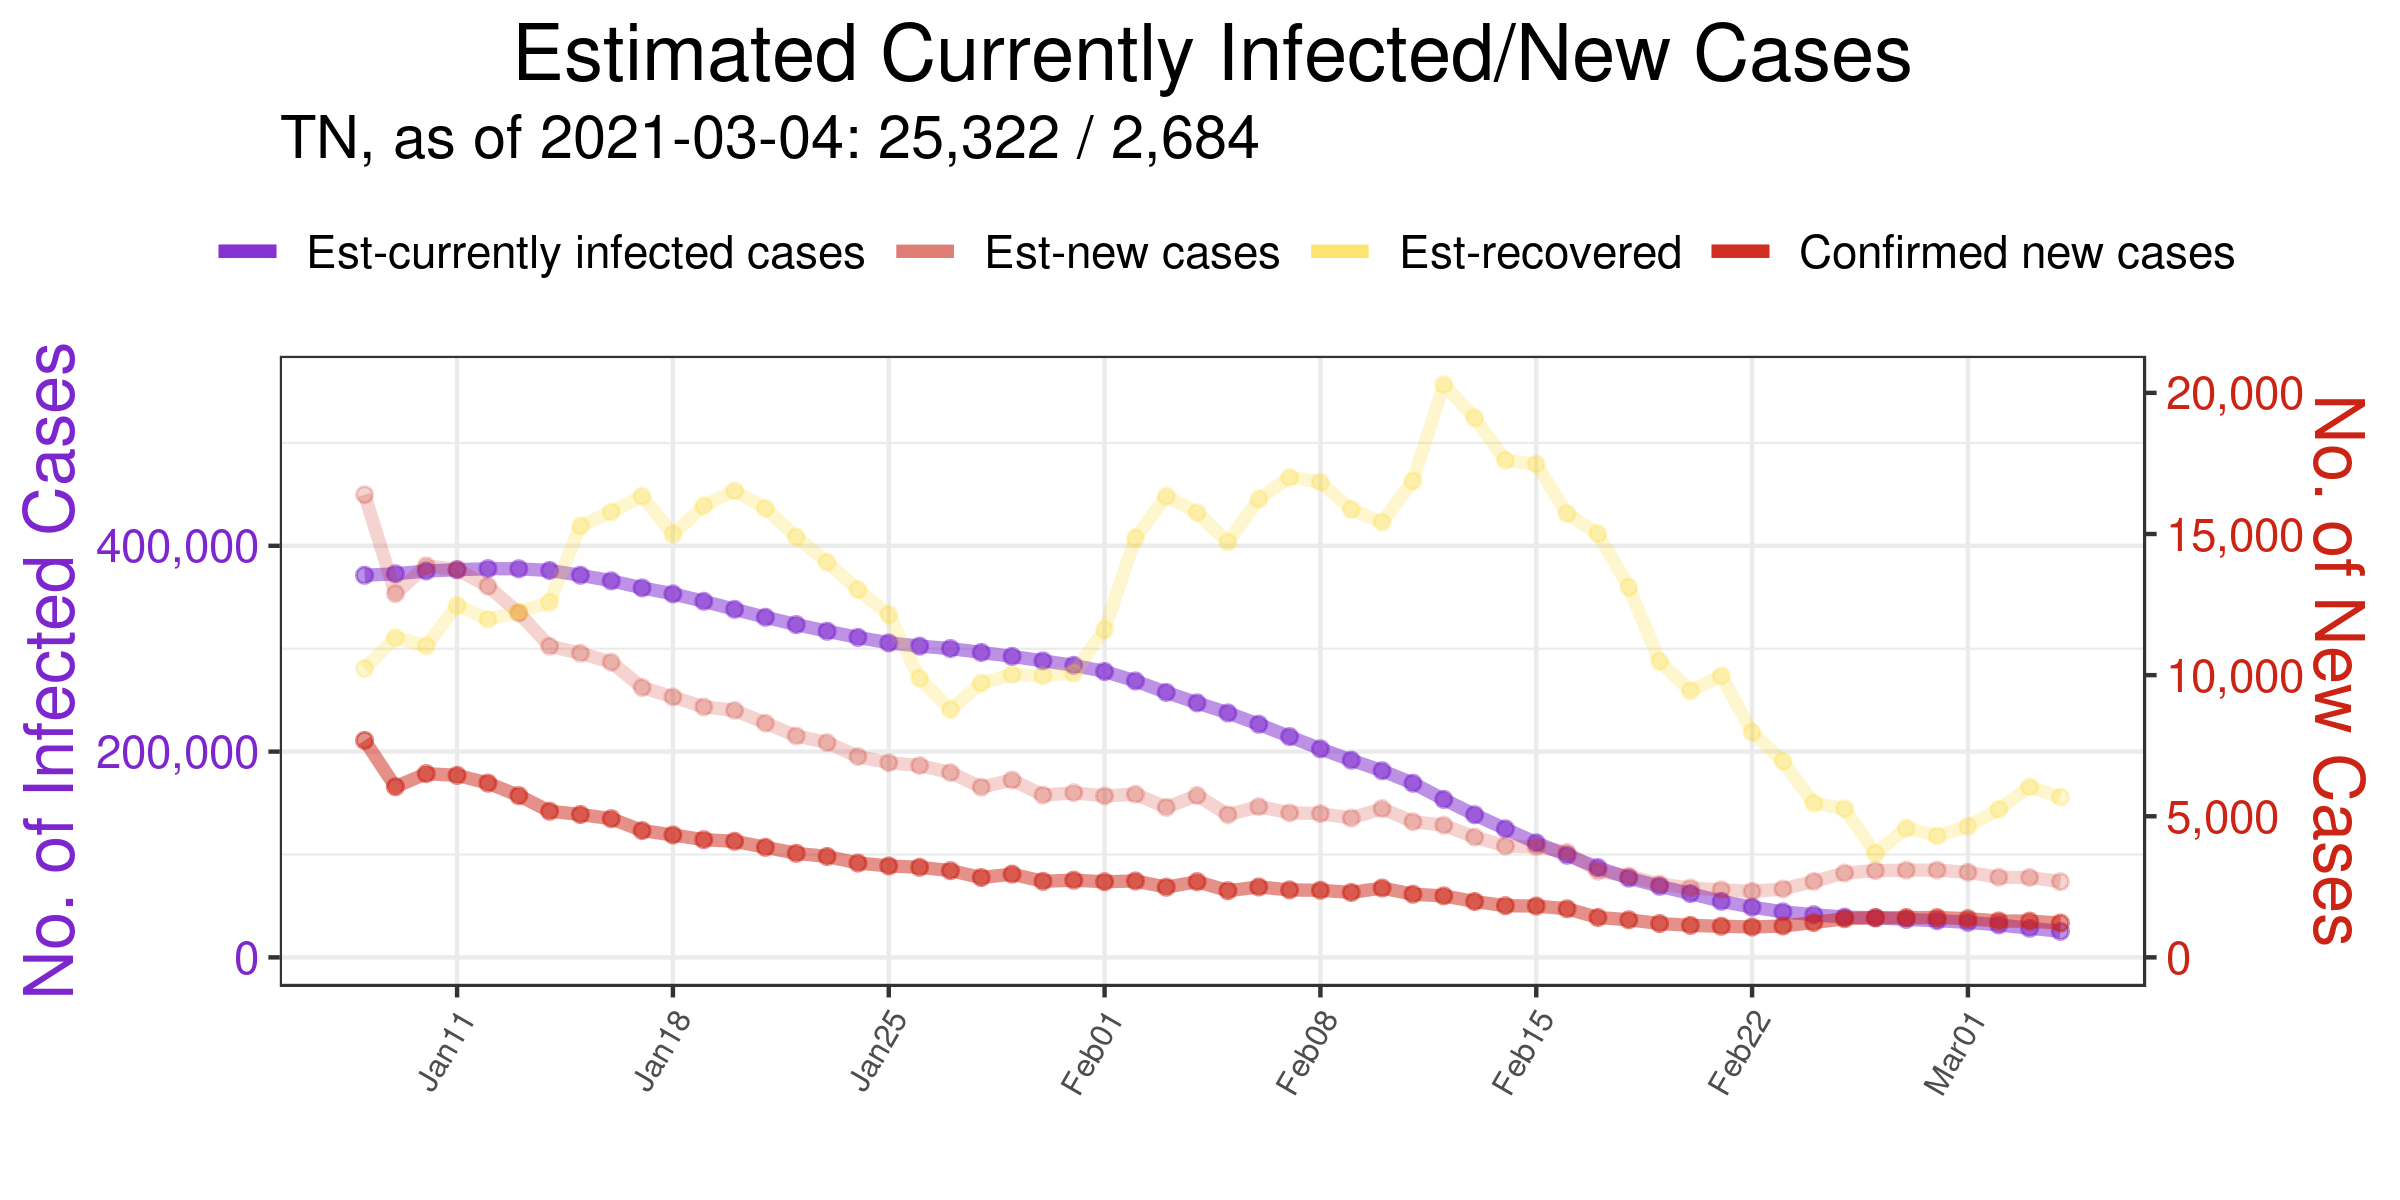 Estimated Currently Infected/New Cases
TN, as of 2021-03-04: 25,322 / 2,684
Est-currently infected cases Est-new cases Est-recovered Confirmed new cases
No. of Infected Cases
400,000
200,000
0
20,000
15,000
10,000
5,000
0
No. of New Cases
Jan11 Jan18 Jan25 Feb01 Feb08 Feb15 Feb22 Mar01